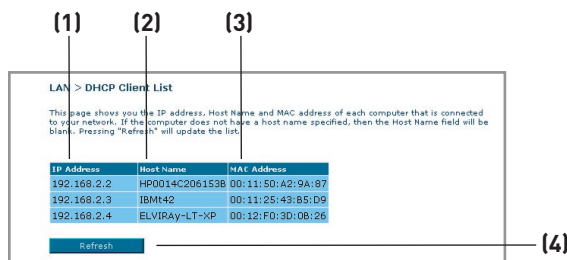 (1) (2) (3)
LAN > DHCP Client List
This page shows you the IP address, Host Name and MAC address of each computer that is connected
to your network. If the computer does not have a host name specified, then the Host Name field will be
blank. Pressing "Refresh" will update the list.
IP Address Host Name MAC Address
192.168.2.2 HP0014C206153B 00:11:50:A2:9A:87
192.168.2.3 IBMt42 00:11:25:43:B5:D9
192.168.2.4 ELVIRAy-LT-XP 00:12:F0:3D:0B:26
Refresh (4)